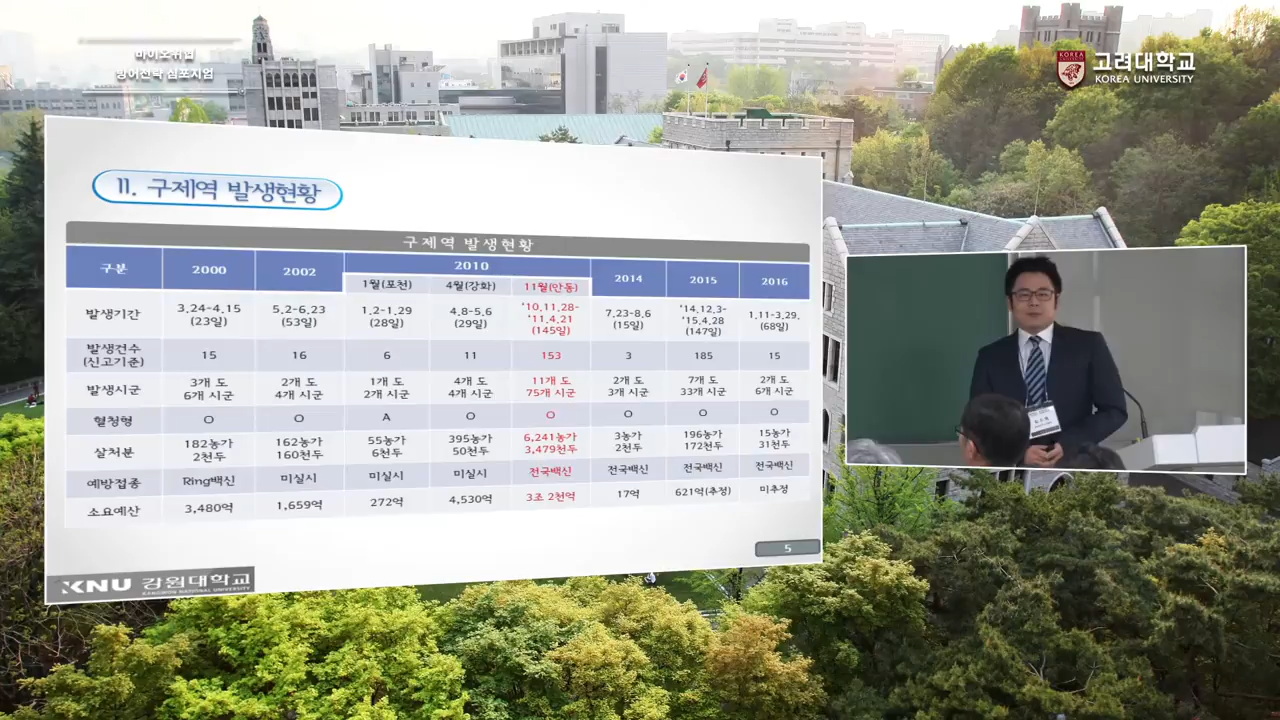 바이오위협
방어전략 심포지엄
KOREA
고려대학교
KOREA UNIVERSITY
II. 구제역 발생현황
구제역 발생현황
구분 2000 2002 2010 2014 2015 2016
1월(포천) 4월(강화) 11월(안동)
발생기간 3.24-4.15 (23일) 5.2-6.23 (53일) 1.2-1.29 (28일) 4.8-5.6 (29일) '10.11.28- '11.4.21 (145일) 7.23-8.6 (15일) '14.12.3- '15.4.28 (147일) 1.11-3.29. (68일)
발생건수 (신고기준) 15 16 6 11 153 3 185 15
발생시군 3개 도 6개 시군 2개 도 4개 시군 1개 도 2개 시군 4개 도 4개 시군 11개 도 75개 시군 2개 도 3개 시군 7개 도 33개 시군 2개 도 6개 시군
혈청형 O O A O O O O O
살처분 182농가 2천두 162농가 160천두 55농가 6천두 395농가 50천두 6,241농가 3,479천두 3농가 2천두 196농가 172천두 15농가 31천두
예방접종 Ring백신 미실시 미실시 미실시 전국백신 전국백신 전국백신 전국백신
소요예산 3,480억 1,659억 272억 4,530억 3조 2천억 17억 621억(추정) 미추정
5
KNU 강원대학교
KANGWON NATIONAL UNIVERSITY